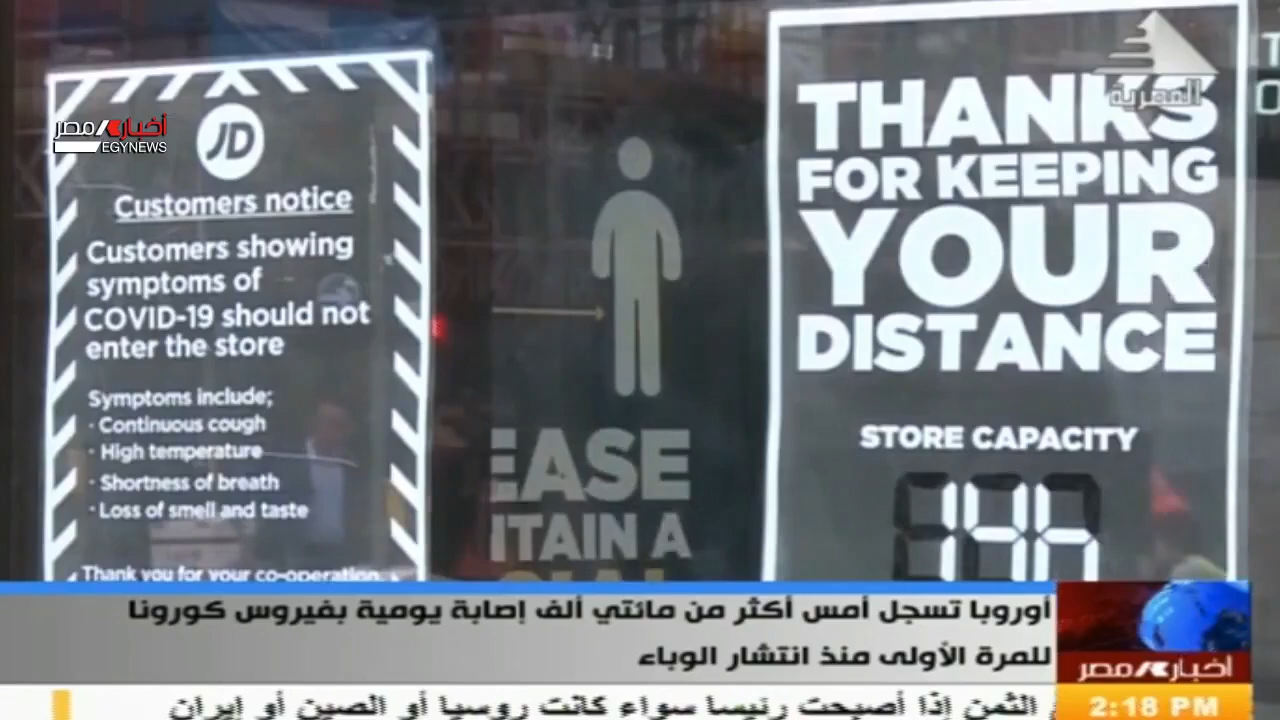 أخبار مصر
EGYNEWS
JD
Customers notice
Customers showing
symptoms of
COVID-19 should not
enter the store
Symptoms include;
· Continuous cough
· High temperature
· Shortness of breath
· Loss of smell and taste
Thank you for your co-operation
EASE
TAIN A
المصرية
THANKS
FOR KEEPING
YOUR
DISTANCE
STORE CAPACITY
أوروبا تسجل أمس أكثر من مائتي ألف إصابة يومية بفيروس كورونا
للمرة الأولى منذ انتشار الوباء
أخبار مصر
الثمن إذا أصبحت رئيسا سواء كانت روسيا أو الصين أو إيران
2:18 PM